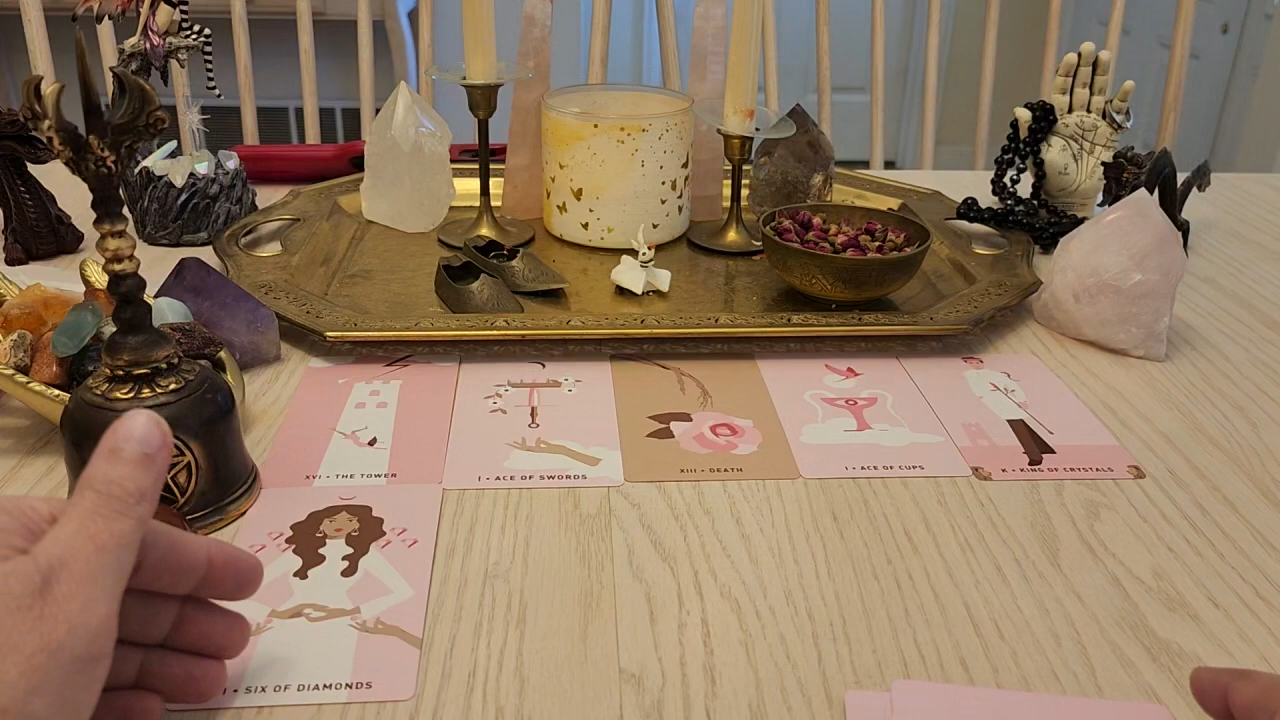 XVI • THE TOWER
I • ACE OF SWORDS
XIII • DEATH
I • ACE OF CUPS
K • KING OF CRYSTALS
I • SIX OF DIAMONDS